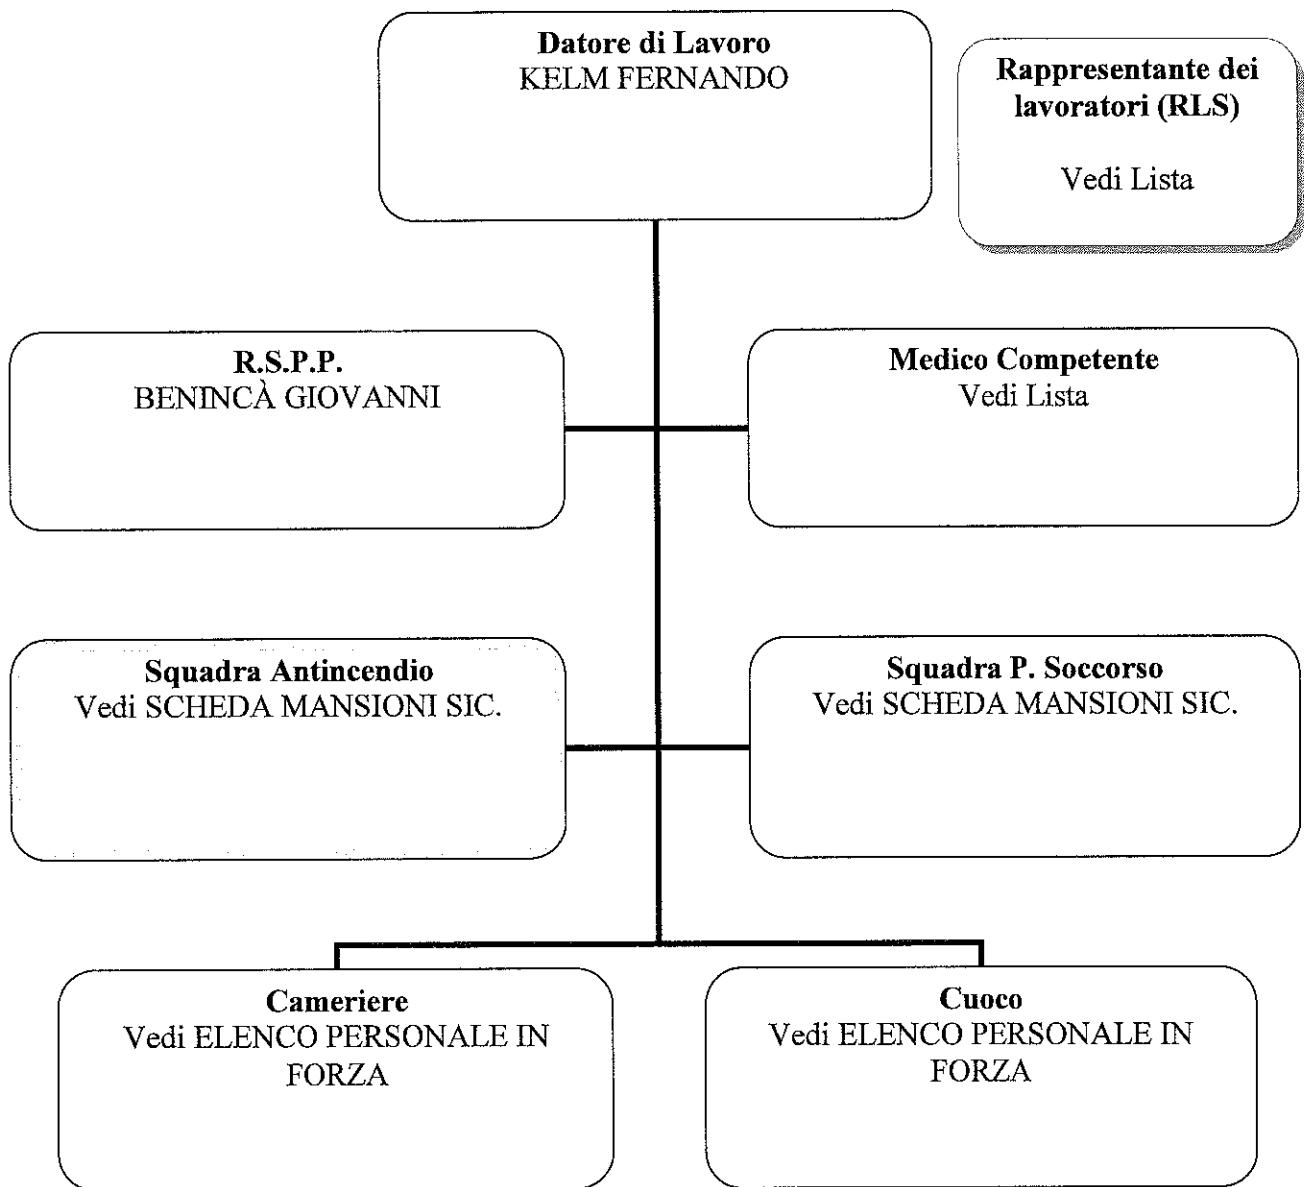 Datore di Lavoro
KELM FERNANDO
Rappresentante dei
lavoratori (RLS)
Vedi Lista
R.S.P.P.
BENINCÀ GIOVANNI
Medico Competente
Vedi Lista
Squadra Antincendio
Vedi SCHEDA MANSIONI SIC.
Squadra P. Soccorso
Vedi SCHEDA MANSIONI SIC.
Cameriere
Vedi ELENCO PERSONALE IN
FORZA
Cuoco
Vedi ELENCO PERSONALE IN
FORZA